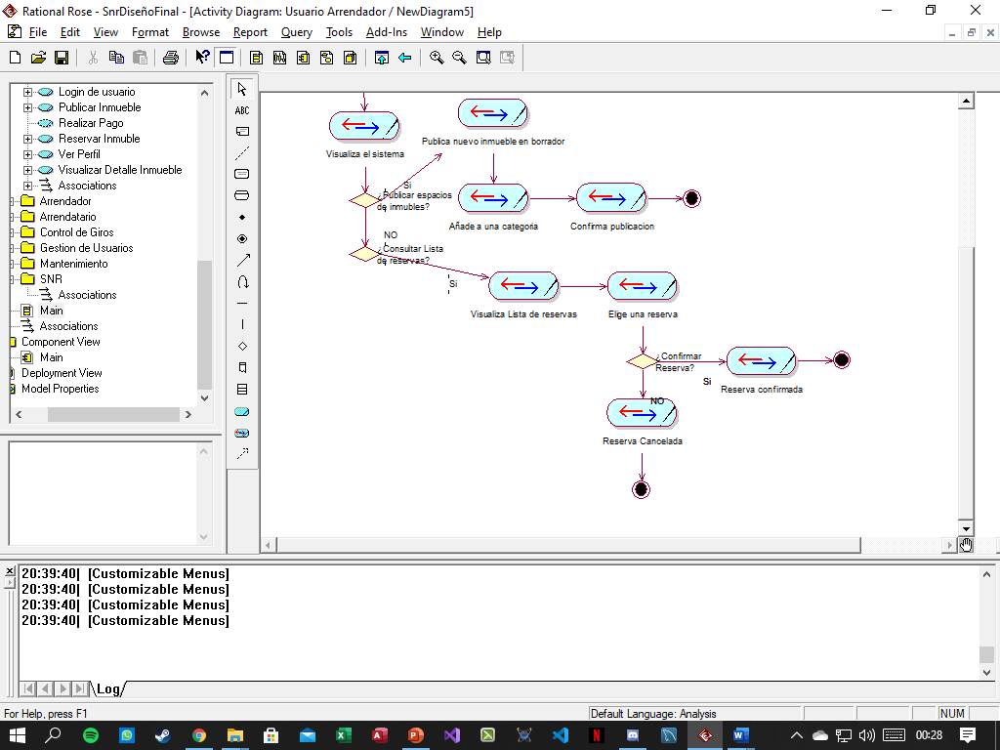 Rational Rose - SnrDiseñoFinal - [Activity Diagram: Usuario Arrendador / NewDiagram5]
File Edit View Format Browse Report Query Tools Add-Ins Window Help
Login de usuario
Publicar Inmueble
Realizar Pago
Reservar Inmuble
Ver Perfil
Visualizar Detalle Inmueble
Associations
Arrendador
Arrendatario
Control de Giros
Gestion de Usuarios
Mantenimiento
SNR
Associations
Main
Associations
Component View
Main
Deployment View
Model Properties
ABC
Visualiza el sistema
Publica nuevo inmueble en borrador
Si
¿Publicar espacios
de inmubles?
Añade a una categoria
Confirma publicacion
NO
¿Consultar Lista
de reservas?
Si
Visualiza Lista de reservas
Elige una reserva
¿Confirmar
Reserva?
Si
Reserva confirmada
NO
Reserva Cancelada
20:39:40| [Customizable Menus]
20:39:40| [Customizable Menus]
20:39:40| [Customizable Menus]
20:39:40| [Customizable Menus]
Log
For Help, press F1
Default Language: Analysis
NUM
00:28